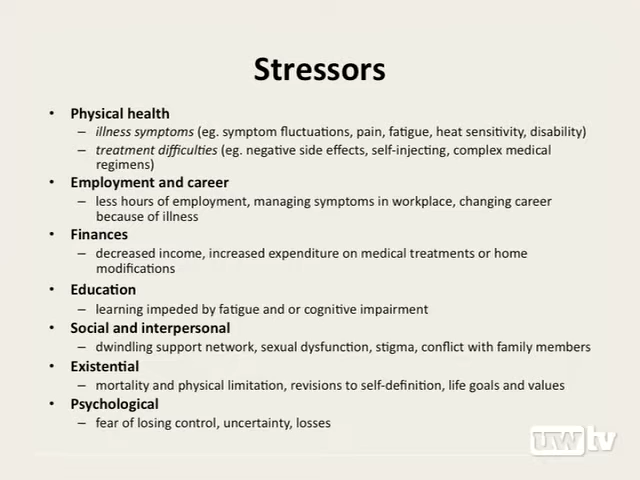 Stressors
• Physical health
– illness symptoms (eg. symptom fluctuations, pain, fatigue, heat sensitivity, disability)
– treatment difficulties (eg. negative side effects, self-injecting, complex medical
regimens)
• Employment and career
– less hours of employment, managing symptoms in workplace, changing career
because of illness
• Finances
– decreased income, increased expenditure on medical treatments or home
modifications
• Education
– learning impeded by fatigue and or cognitive impairment
• Social and interpersonal
– dwindling support network, sexual dysfunction, stigma, conflict with family members
• Existential
– mortality and physical limitation, revisions to self-definition, life goals and values
• Psychological
– fear of losing control, uncertainty, losses
uwtv